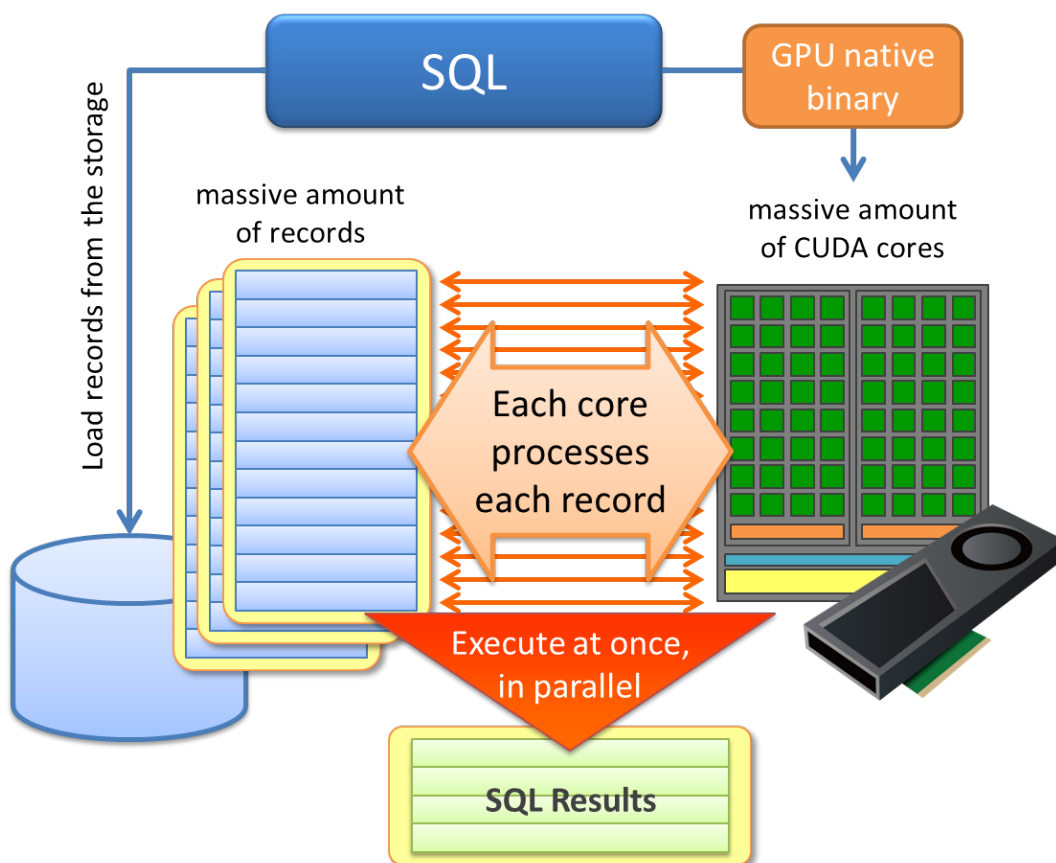 SQL
GPU native
binary
Load records from the storage
massive amount
of records
massive amount
of CUDA cores
Each core
processes
each record
Execute at once,
in parallel
SQL Results